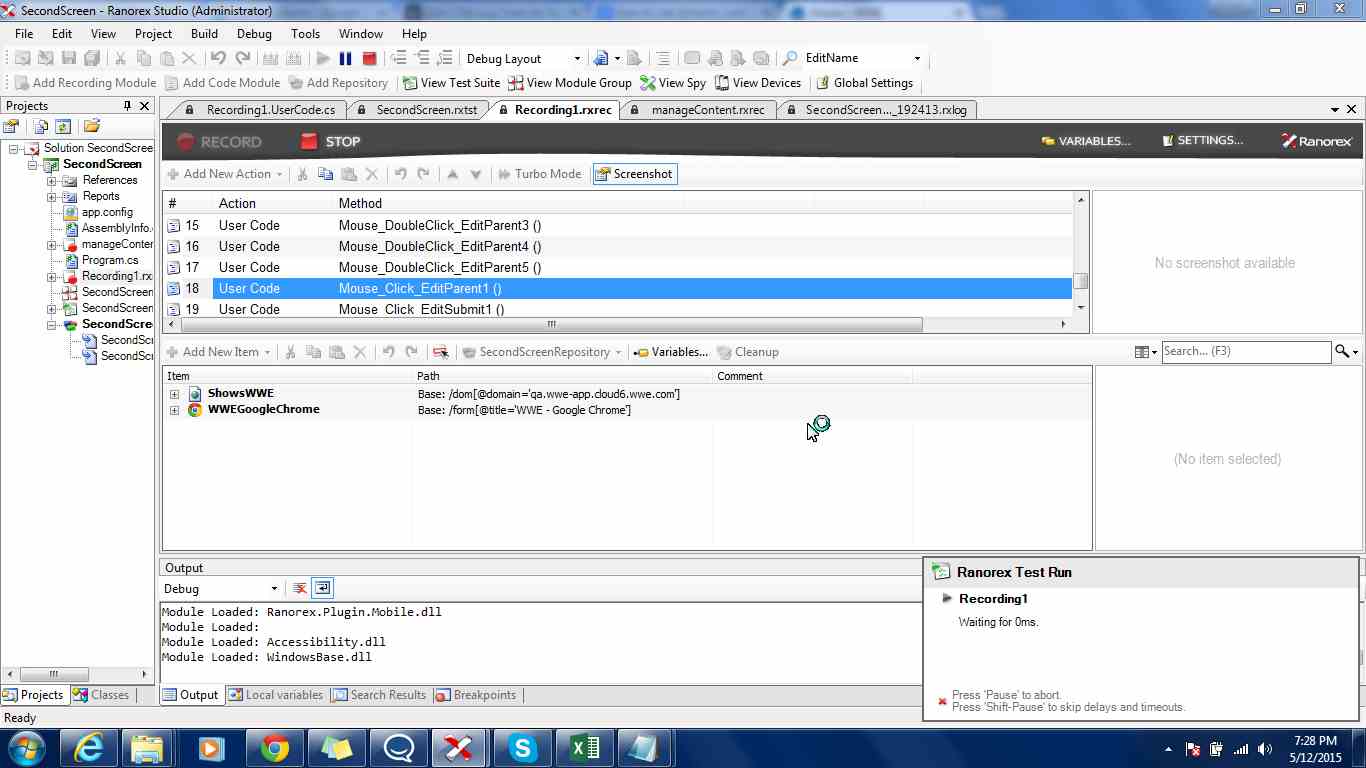 SecondScreen - Ranorex Studio (Administrator)
File Edit View Project Build Debug Tools Window Help
Debug Layout EditName
Add Recording Module Add Code Module Add Repository View Test Suite View Module Group View Spy View Devices Global Settings
Projects
Recording1.UserCode.cs SecondScreen.rxtst Recording1.rxrec manageContent.rxrec SecondScreen..._192413.rxlog
Solution SecondScree
SecondScreen
References
Reports
app.config
AssemblyInfo.
manageConter
Program.cs
Recording1.rx
SecondScreen
SecondScreen
SecondScre
SecondScr
SecondScr
RECORD STOP VARIABLES... SETTINGS... Ranorex
Add New Action Turbo Mode Screenshot
# Action Method
15 User Code Mouse_DoubleClick_EditParent3 ()
16 User Code Mouse_DoubleClick_EditParent4 ()
17 User Code Mouse_DoubleClick_EditParent5 ()
18 User Code Mouse_Click_EditParent1 ()
19 User Code Mouse_Click_EditSubmit1 ()
No screenshot available
Add New Item SecondScreenRepository Variables... Cleanup Search... (F3)
Item Path Comment
ShowsWWE Base: /dom[@domain='qa.wwe-app.cloud6.wwe.com']
WWEGoogleChrome Base: /form[@title='WWE - Google Chrome']
(No item selected)
Output
Debug
Module Loaded: Ranorex.Plugin.Mobile.dll
Module Loaded:
Module Loaded: Accessibility.dll
Module Loaded: WindowsBase.dll
Ranorex Test Run
Recording1
Waiting for 0ms.
Press 'Pause' to abort.
Press 'Shift-Pause' to skip delays and timeouts.
Projects Classes Output Local variables Search Results Breakpoints
Ready
7:28 PM
5/12/2015